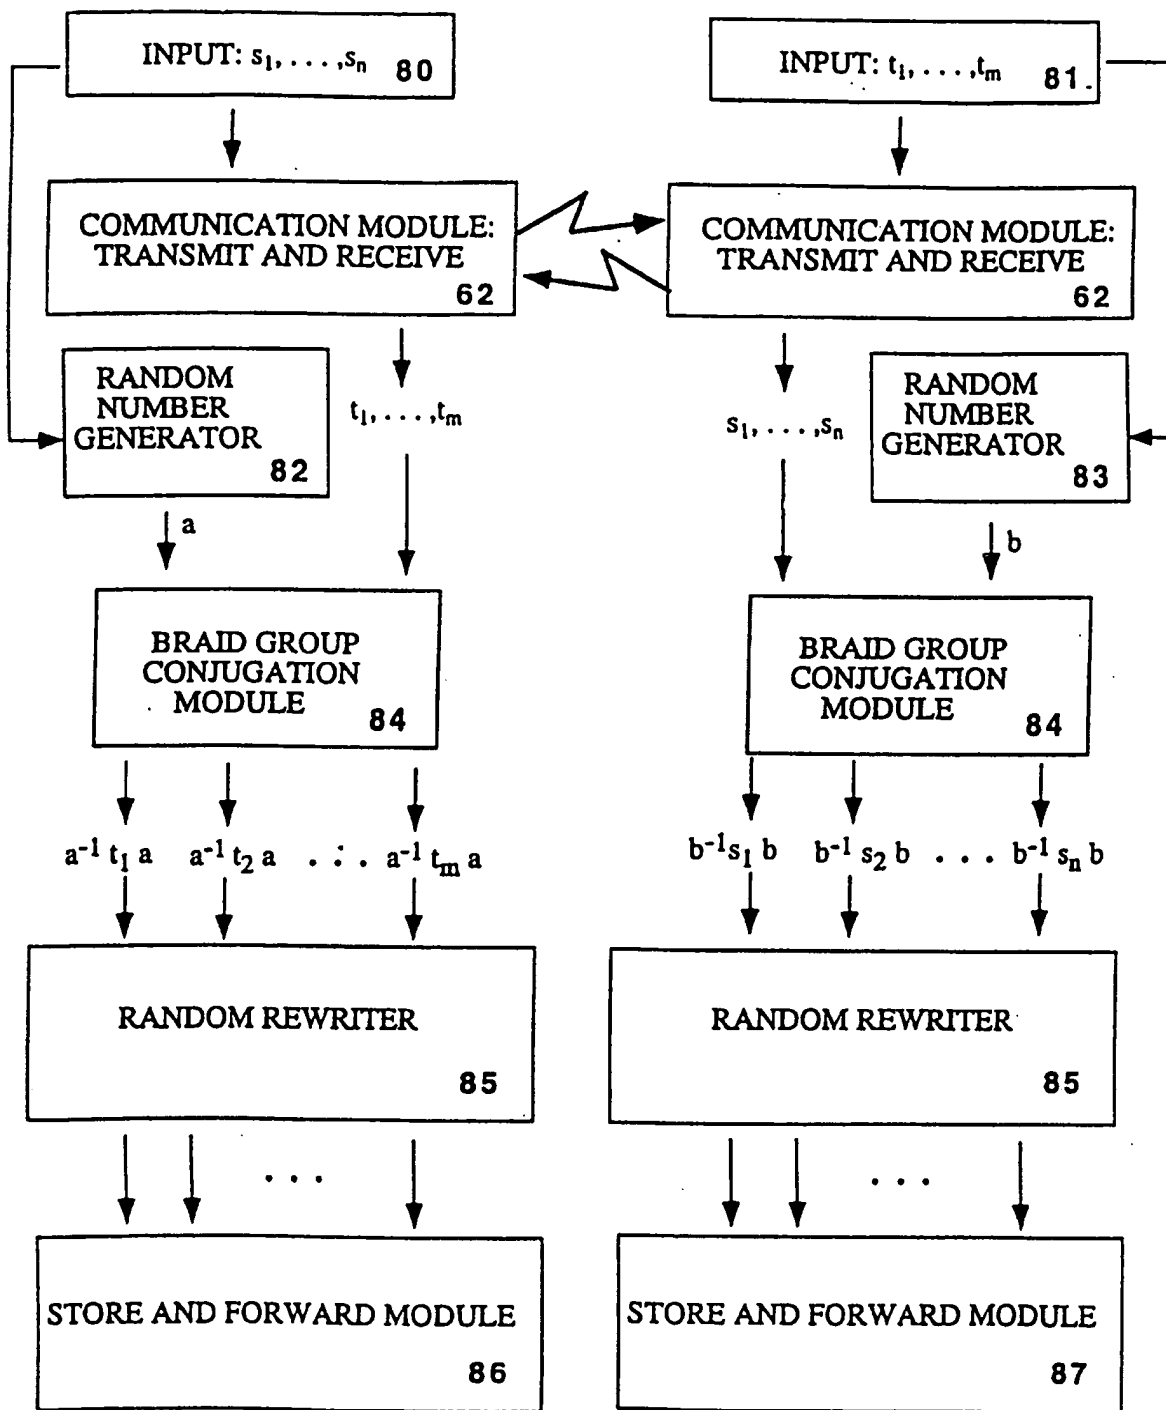 INPUT: s₁, . . . ,sₙ 80
INPUT: t₁, . . . ,tₘ 81.
COMMUNICATION MODULE:
TRANSMIT AND RECEIVE
62
COMMUNICATION MODULE:
TRANSMIT AND RECEIVE
62
RANDOM
NUMBER
GENERATOR
82
t₁, . . . ,tₘ
s₁, . . . ,sₙ
RANDOM
NUMBER
GENERATOR
83
a
b
BRAID GROUP
CONJUGATION
MODULE
84
BRAID GROUP
CONJUGATION
MODULE
84
a⁻¹ t₁ a a⁻¹ t₂ a . . . a⁻¹ tₘ a
b⁻¹s₁ b b⁻¹ s₂ b . . . b⁻¹ sₙ b
RANDOM REWRITER
85
RANDOM REWRITER
85
. . .
. . .
STORE AND FORWARD MODULE
86
STORE AND FORWARD MODULE
87